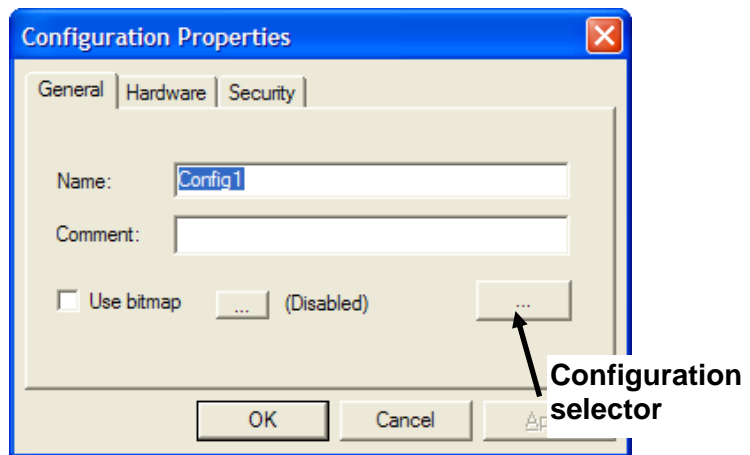 Configuration Properties
General Hardware Security
Name: Config1
Comment:
Use bitmap ... (Disabled) ...
Configuration
selector
OK Cancel